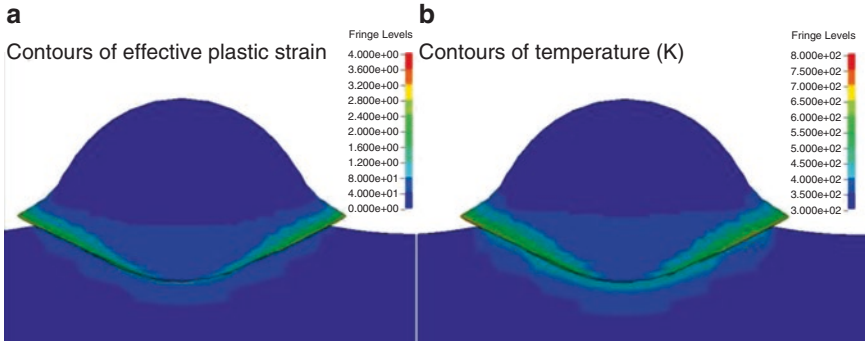 a
Contours of effective plastic strain
Fringe Levels
4.000e+00
3.600e+00
3.200e+00
2.800e+00
2.400e+00
2.000e+00
1.600e+00
1.200e+00
8.000e+01
4.000e+01
0.000e+00
b
Contours of temperature (K)
Fringe Levels
8.000e+02
7.500e+02
7.000e+02
6.500e+02
6.000e+02
5.500e+02
5.000e+02
4.500e+02
4.000e+02
3.500e+02
3.000e+02